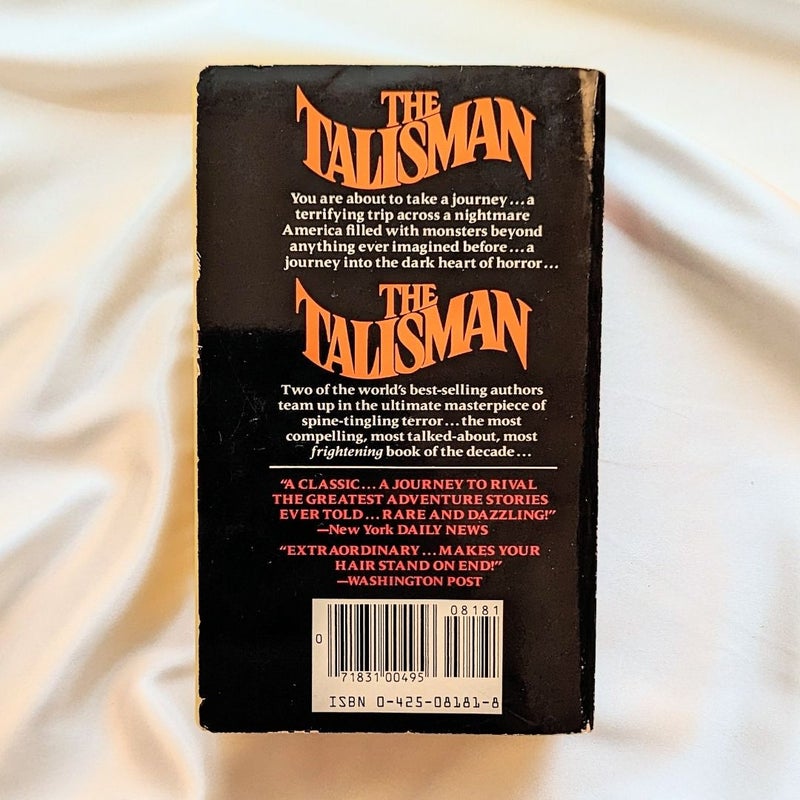 THE
TALISMAN
You are about to take a journey...a
terrifying trip across a nightmare
America filled with monsters beyond
anything ever imagined before...a
journey into the dark heart of horror...
THE
TALISMAN
Two of the world's best-selling authors
team up in the ultimate masterpiece of
spine-tingling terror...the most
compelling, most talked-about, most
frightening book of the decade...
"A CLASSIC...A JOURNEY TO RIVAL
THE GREATEST ADVENTURE STORIES
EVER TOLD...RARE AND DAZZLING!"
—New York DAILY NEWS
"EXTRAORDINARY...MAKES YOUR
HAIR STAND ON END!"
—WASHINGTON POST
08181
0
71831 00495
ISBN 0-425-08181-8